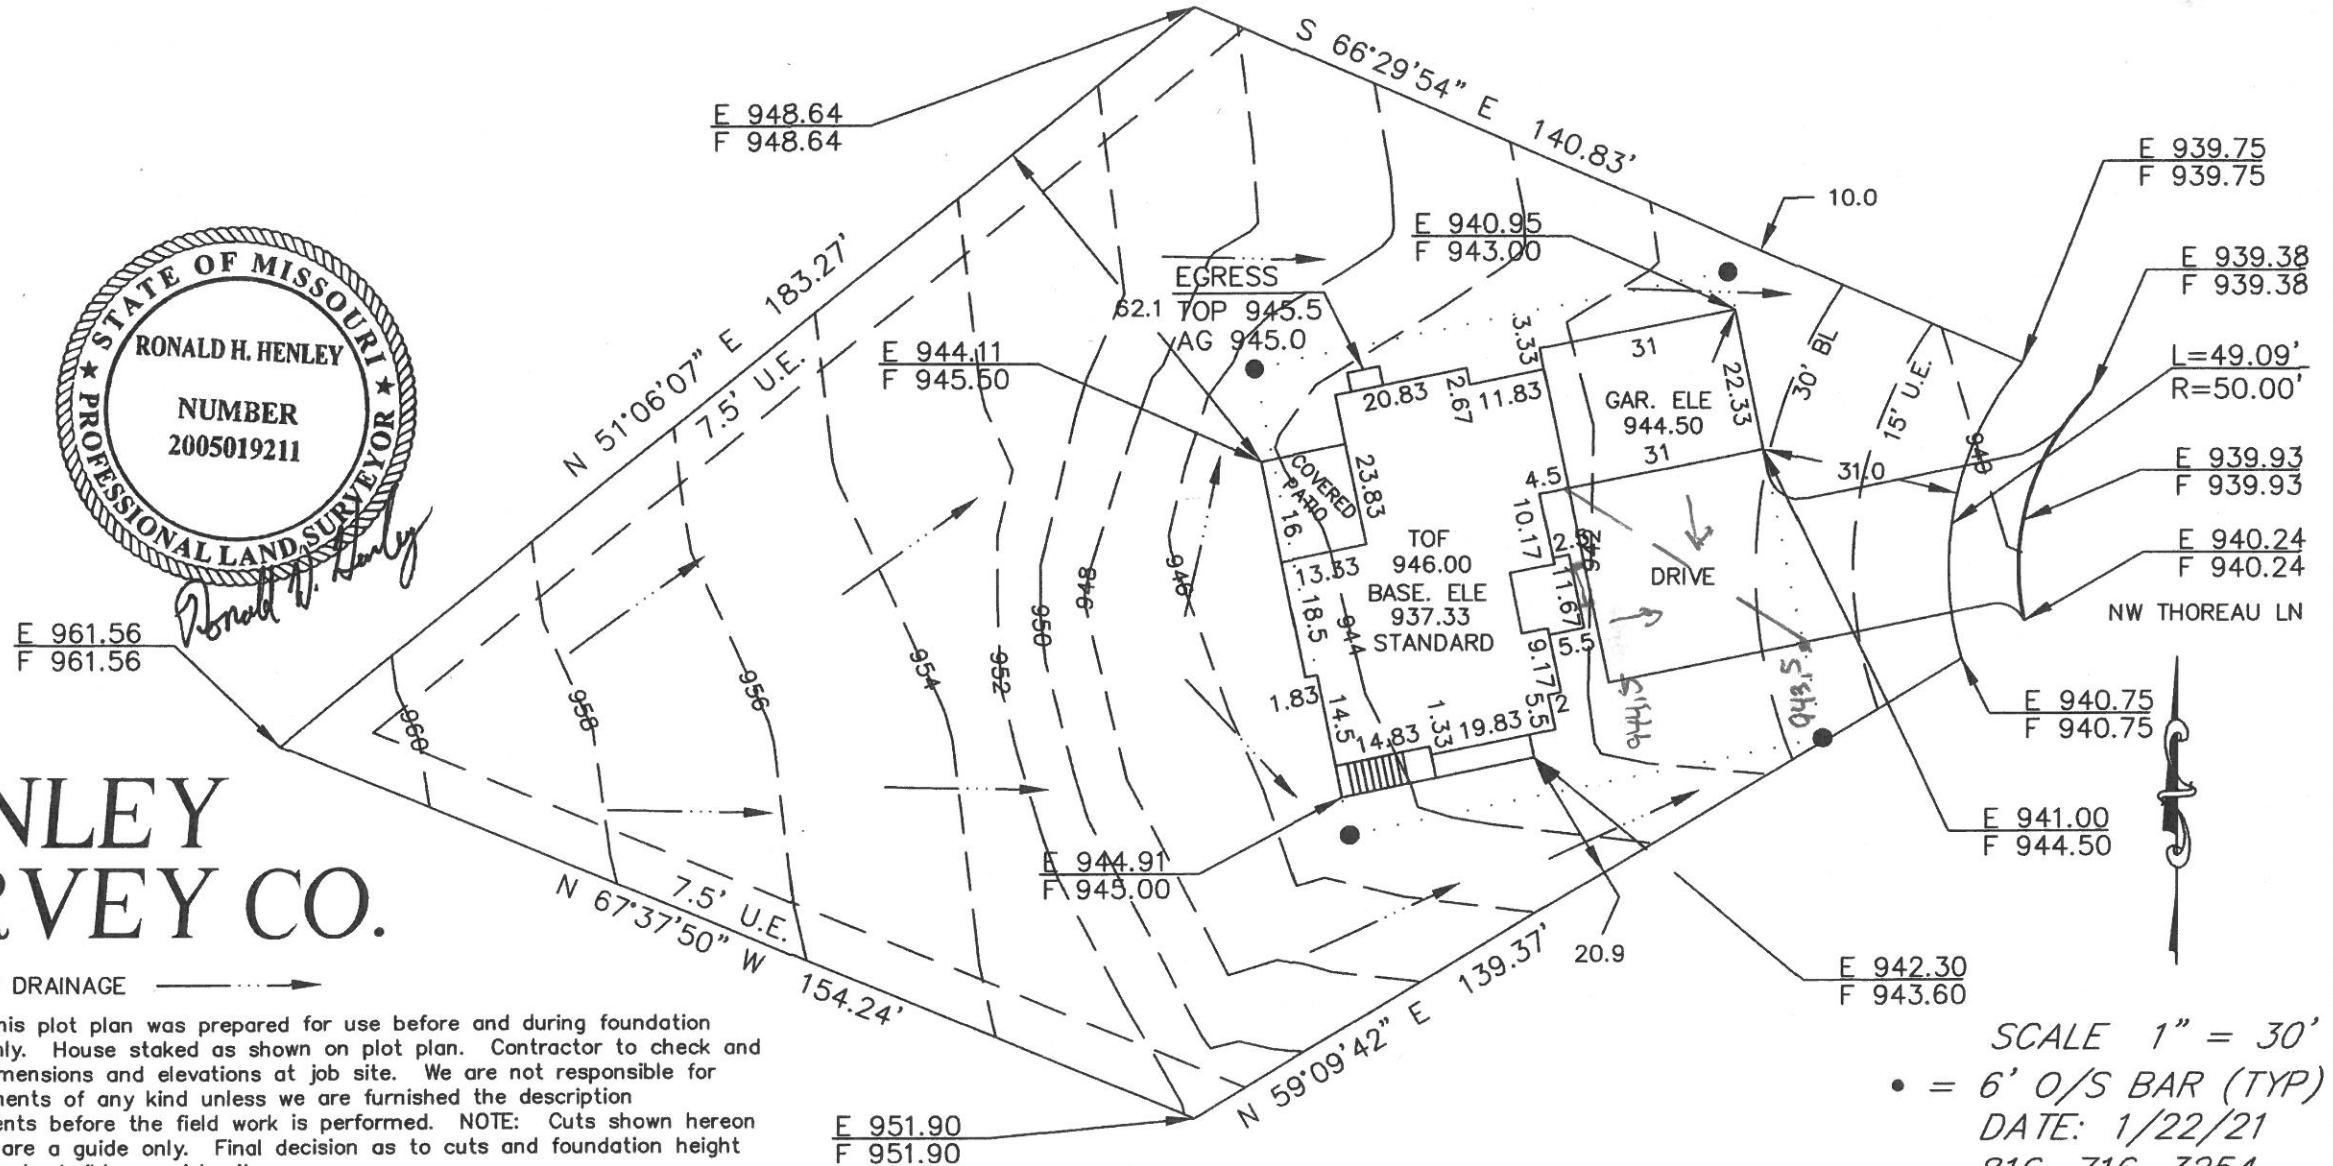 S 66°29'54" E 140.83'
E 948.64
F 948.64
E 939.75
F 939.75
10.0
E 940.95
F 943.00
E 939.38
F 939.38
STATE OF MISSOURI
RONALD H. HENLEY
NUMBER
2005019211
PROFESSIONAL LAND SURVEYOR
Ronald H. Henley
N 51°06'07" E 183.27'
7.5' U.E.
EGRESS
TOP 945.5
AG 945.0
62.1
E 944.11
F 945.50
3.33
31
GAR. ELE
944.50
22.33
31
30' BL
15' U.E.
L=49.09'
R=50.00'
20.83
2.67
11.83
COVERED
PATIO
16
23.83
4.5
31.0
940
E 939.93
F 939.93
10.17
TOF
946.00
BASE. ELE
937.33
STANDARD
942
DRIVE
11.67
E 940.24
F 940.24
NW THOREAU LN
13.33
18.5
944
946
948
950
952
954
956
958
960
5.5
9.17
2
5.5
1.83
14.5
14.83
1.33
19.83
944.5
943.5
E 961.56
F 961.56
E 940.75
F 940.75
E 941.00
F 944.50
E 944.91
F 945.00
20.9
E 942.30
F 943.60
7.5' U.E.
N 67°37'50" W 154.24'
N 59°09'42" E 139.37'
E 951.90
F 951.90
NLEY
RVEY CO.
DRAINAGE
his plot plan was prepared for use before and during foundation
nly. House staked as shown on plot plan. Contractor to check and
mensions and elevations at job site. We are not responsible for
ments of any kind unless we are furnished the description
ents before the field work is performed. NOTE: Cuts shown hereon
are a guide only. Final decision as to cuts and foundation height
SCALE 1" = 30'
• = 6' O/S BAR (TYP)
DATE: 1/22/21
816-716-3254